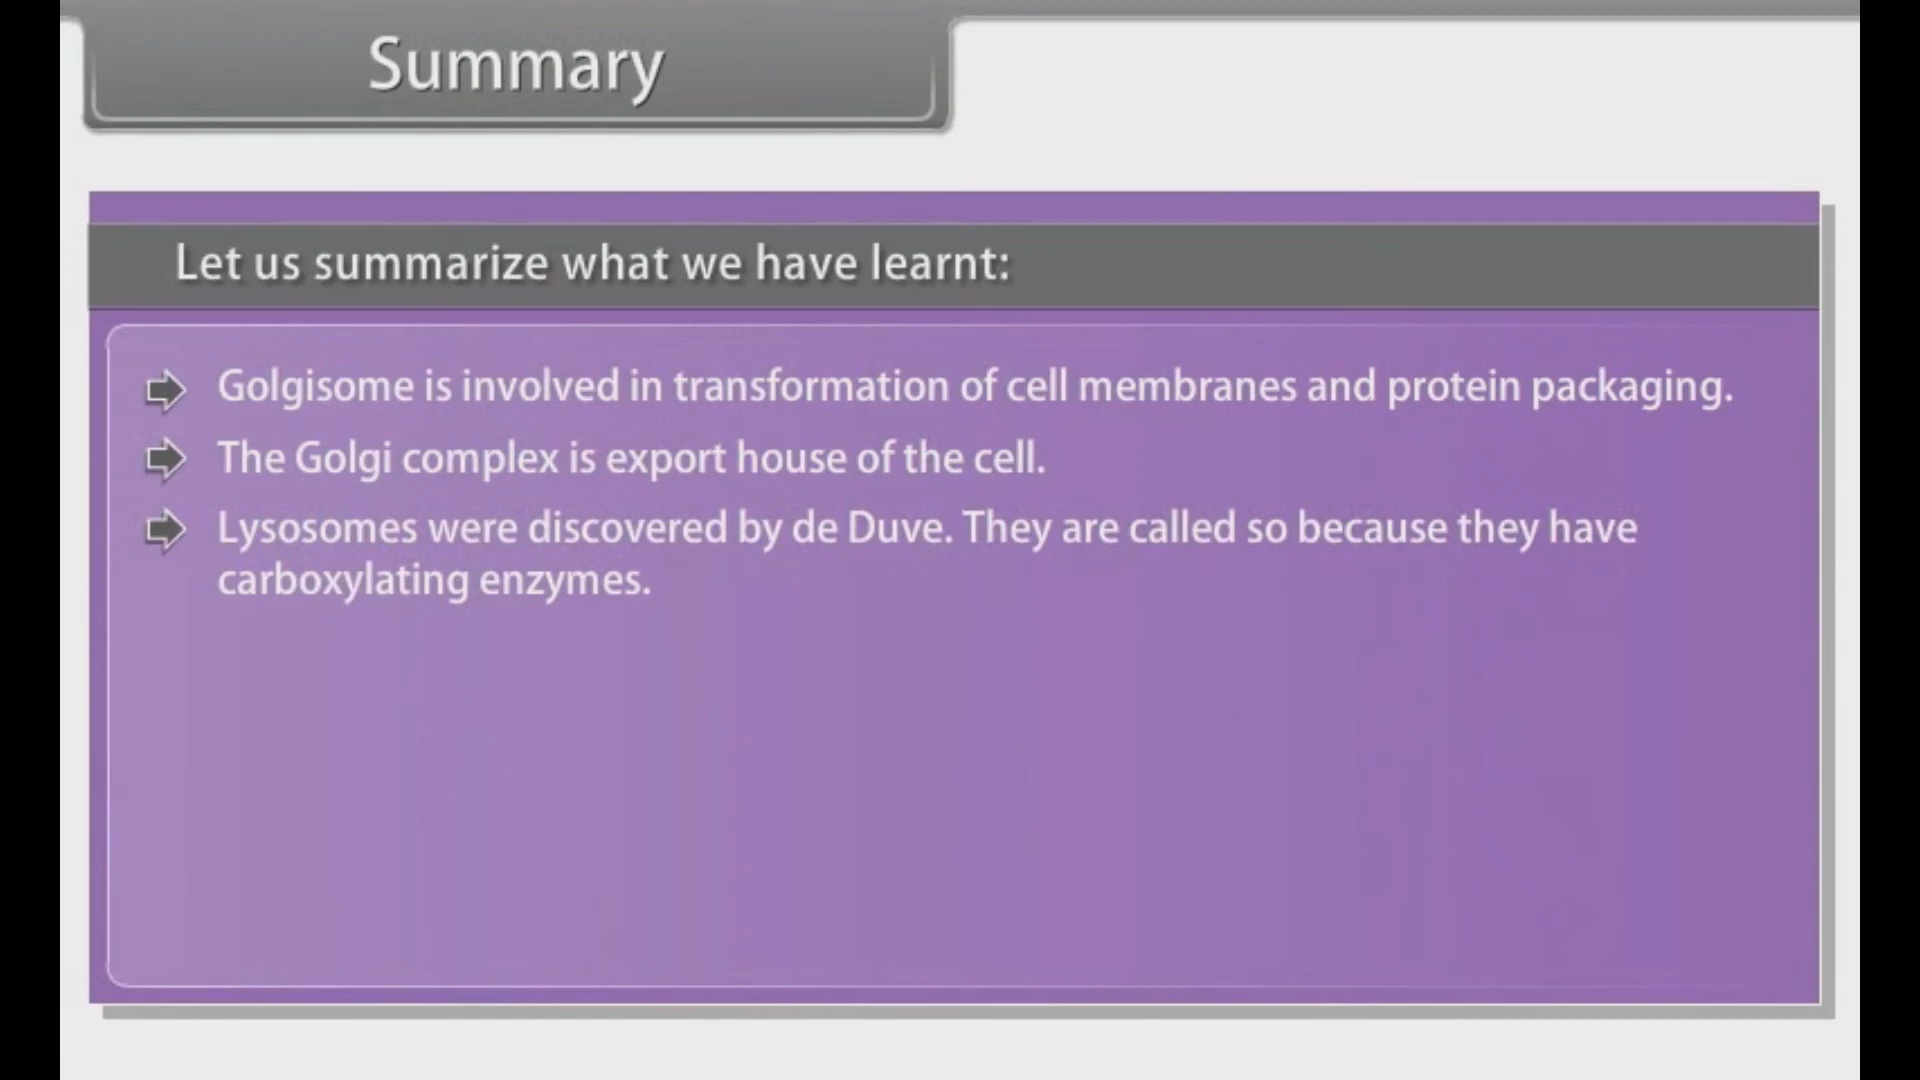 Summary
Let us summarize what we have learnt:
Golgisome is involved in transformation of cell membranes and protein packaging.
The Golgi complex is export house of the cell.
Lysosomes were discovered by de Duve. They are called so because they have
carboxylating enzymes.